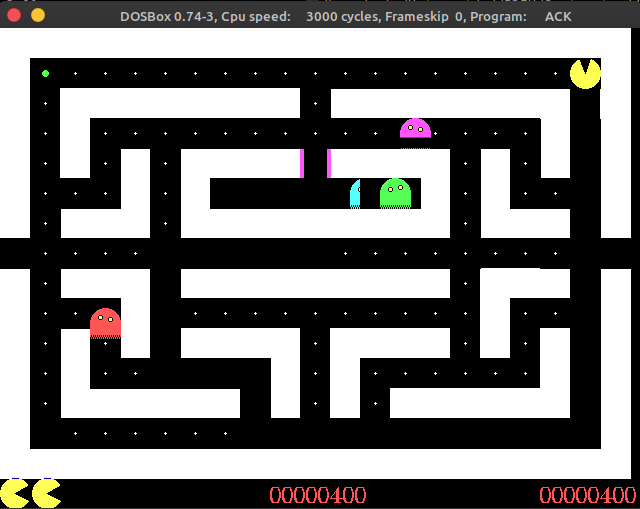 DOSBox 0.74-3, Cpu speed: 3000 cycles, Frameskip 0, Program: ACK
00000400 00000400